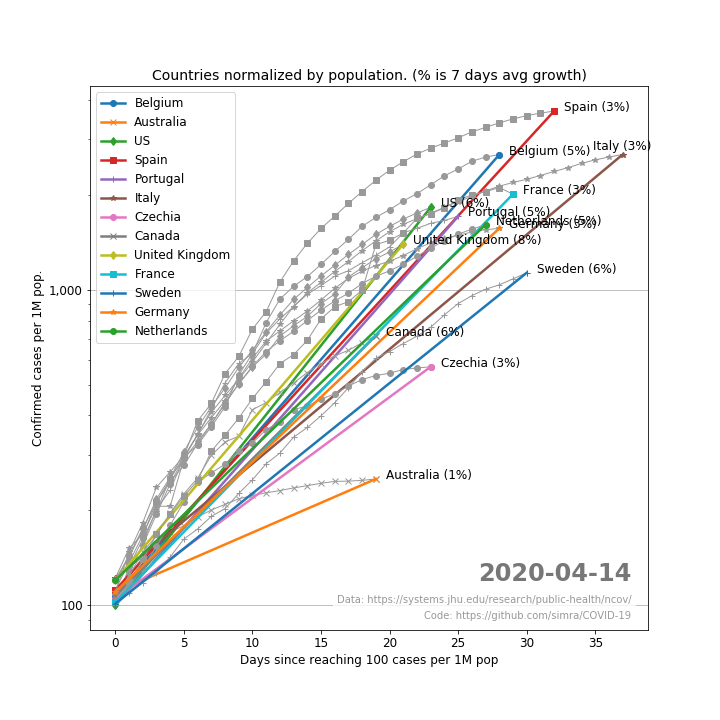 Countries normalized by population. (% is 7 days avg growth)
Confirmed cases per 1M pop.
1,000
100
Belgium
Australia
US
Spain
Portugal
Italy
Czechia
Canada
United Kingdom
France
Sweden
Germany
Netherlands
Spain (3%)
Italy (3%)
Belgium (5%)
France (3%)
US (6%)
Portugal (5%)
Netherlands (5%)
Germany (3%)
United Kingdom (8%)
Sweden (6%)
Canada (6%)
Czechia (3%)
Australia (1%)
2020-04-14
Data: https://systems.jhu.edu/research/public-health/ncov/
Code: https://github.com/simra/COVID-19
0 5 10 15 20 25 30 35
Days since reaching 100 cases per 1M pop